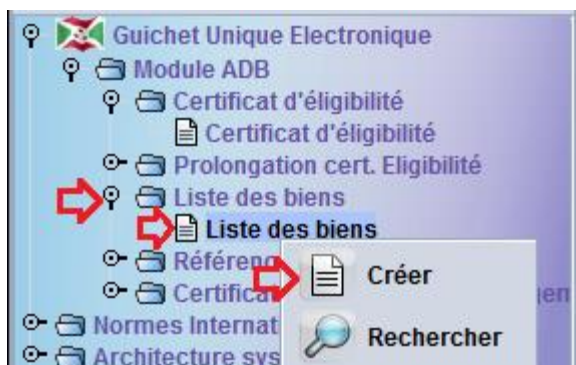 Guichet Unique Electronique
Module ADB
Certificat d'éligibilité
Certificat d'éligibilité
Prolongation cert. Eligibilité
Liste des biens
Liste des biens
Créer
Rechercher